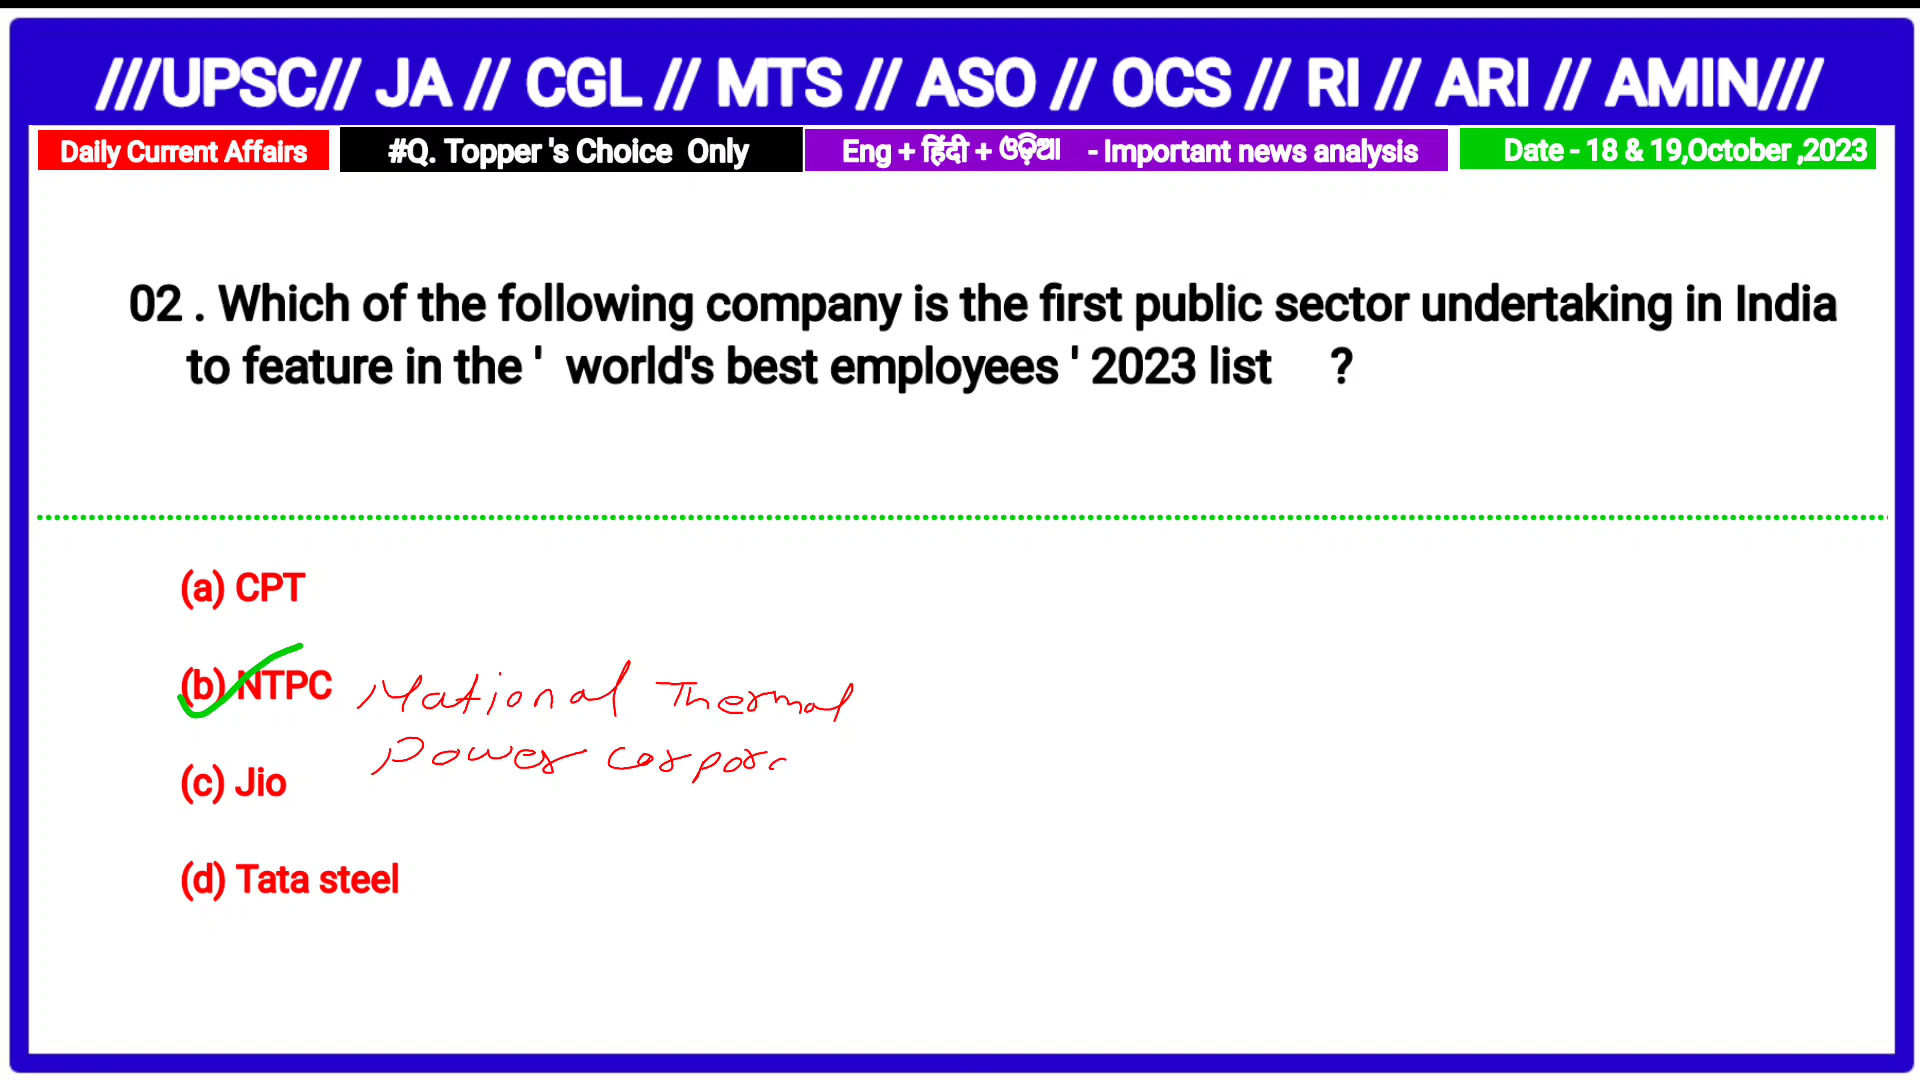 ///UPSC// JA // CGL // MTS // ASO // OCS // RI // ARI // AMIN///
Daily Current Affairs #Q. Topper 's Choice Only Eng + हिंदी + ଓଡ଼ିଆ - Important news analysis Date - 18 & 19,October ,2023
02 . Which of the following company is the first public sector undertaking in India
to feature in the ' world's best employees ' 2023 list ?
(a) CPT
(b) NTPC National Thermal
Power Corpora
(c) Jio
(d) Tata steel